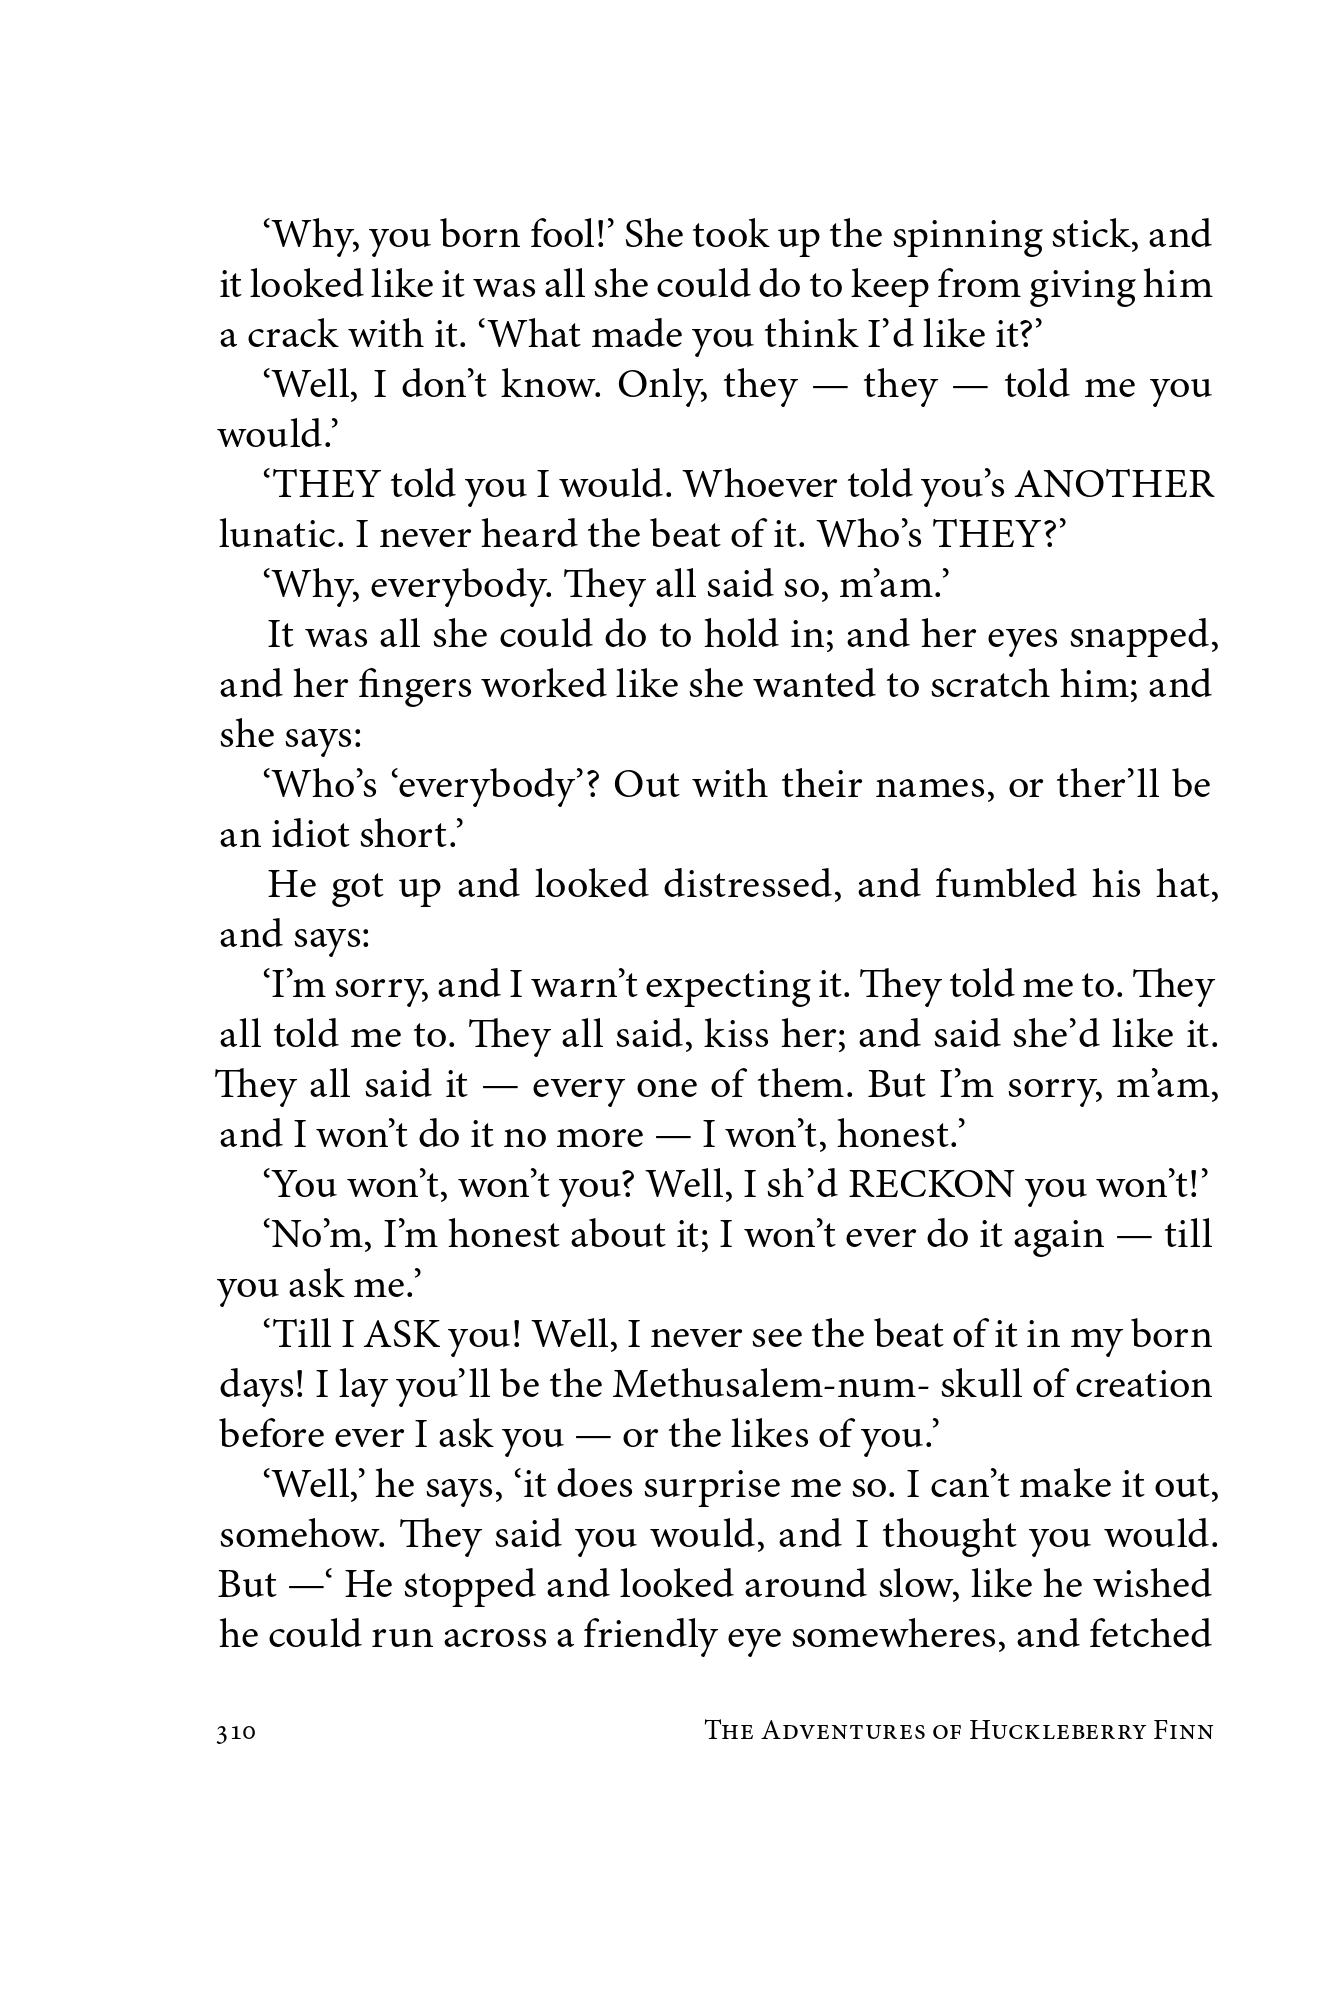 ‘Why, you born fool!’ She took up the spinning stick, and
it looked like it was all she could do to keep from giving him
a crack with it. ‘What made you think I’d like it?’
‘Well, I don’t know. Only, they — they — told me you
would.’
‘THEY told you I would. Whoever told you’s ANOTHER
lunatic. I never heard the beat of it. Who’s THEY?’
‘Why, everybody. They all said so, m’am.’
It was all she could do to hold in; and her eyes snapped,
and her fingers worked like she wanted to scratch him; and
she says:
‘Who’s ‘everybody’? Out with their names, or ther’ll be
an idiot short.’
He got up and looked distressed, and fumbled his hat,
and says:
‘I’m sorry, and I warn’t expecting it. They told me to. They
all told me to. They all said, kiss her; and said she’d like it.
They all said it — every one of them. But I’m sorry, m’am,
and I won’t do it no more — I won’t, honest.’
‘You won’t, won’t you? Well, I sh’d RECKON you won’t!’
‘No’m, I’m honest about it; I won’t ever do it again — till
you ask me.’
‘Till I ASK you! Well, I never see the beat of it in my born
days! I lay you’ll be the Methusalem-num- skull of creation
before ever I ask you — or the likes of you.’
‘Well,’ he says, ‘it does surprise me so. I can’t make it out,
somehow. They said you would, and I thought you would.
But —‘ He stopped and looked around slow, like he wished
he could run across a friendly eye somewheres, and fetched
310 The Adventures of Huckleberry Finn